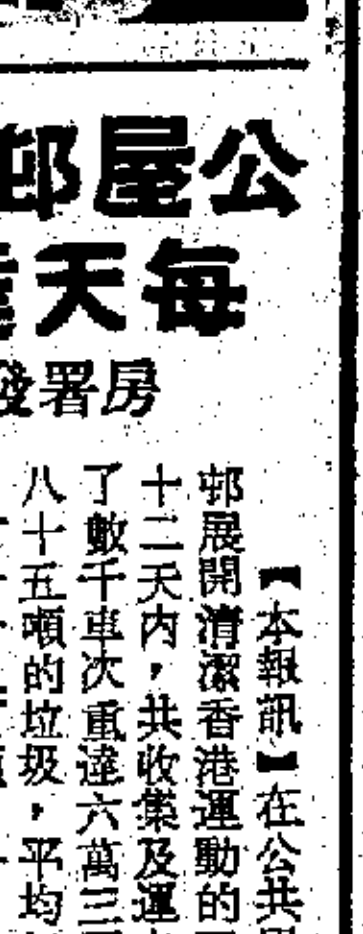 公屋邨
每天
房署
【本報訊】在公共
邨展開清潔香港運動的
十二天內，共收集及運
了數千車次重達六萬三
八十五噸的垃圾，平均